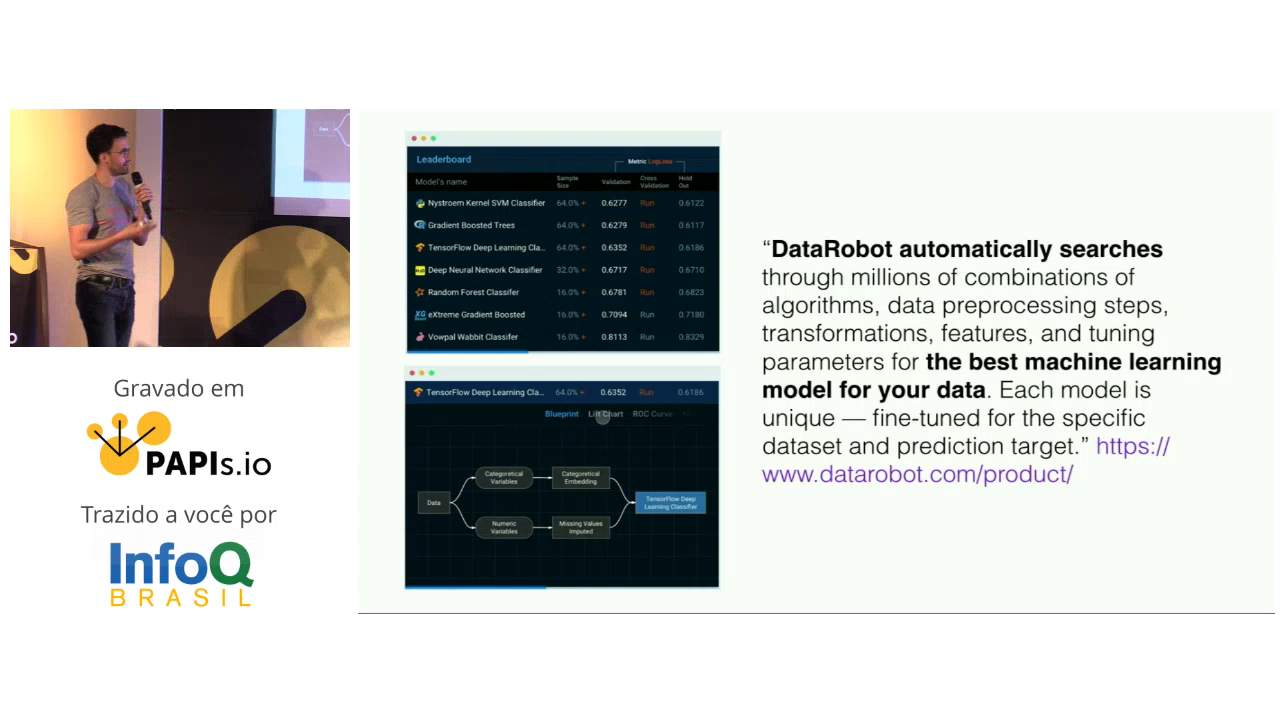 Gravado em
PAPIs.io
Trazido a você por
InfoQ
BRASIL
Leaderboard
Metric LogLoss
Model's name
Sample Size
Validation
Cross Validation
Hold Out
Nystroem Kernel SVM Classifier 64.0% + 0.6277 Run 0.6122
Gradient Boosted Trees 64.0% + 0.6279 Run 0.6117
TensorFlow Deep Learning Cla... 64.0% + 0.6352 Run 0.6186
Deep Neural Network Classifier 32.0% + 0.6717 Run 0.6710
Random Forest Classifer 16.0% + 0.6781 Run 0.6823
XG eXtreme Gradient Boosted 16.0% + 0.7094 Run 0.7180
Vowpal Wabbit Classifer 16.0% + 0.8113 Run 0.8329
TensorFlow Deep Learning Cla... 64.0% + 0.6352 Run 0.6186
Blueprint Lift Chart ROC Curve
Data
Categoretical
Variables
Categoretical
Embedding
Numeric
Variables
Missing Values
Imputed
TensorFlow Deep
Learning Classifier
“DataRobot automatically searches
through millions of combinations of
algorithms, data preprocessing steps,
transformations, features, and tuning
parameters for the best machine learning
model for your data. Each model is
unique — fine-tuned for the specific
dataset and prediction target.” https://
www.datarobot.com/product/